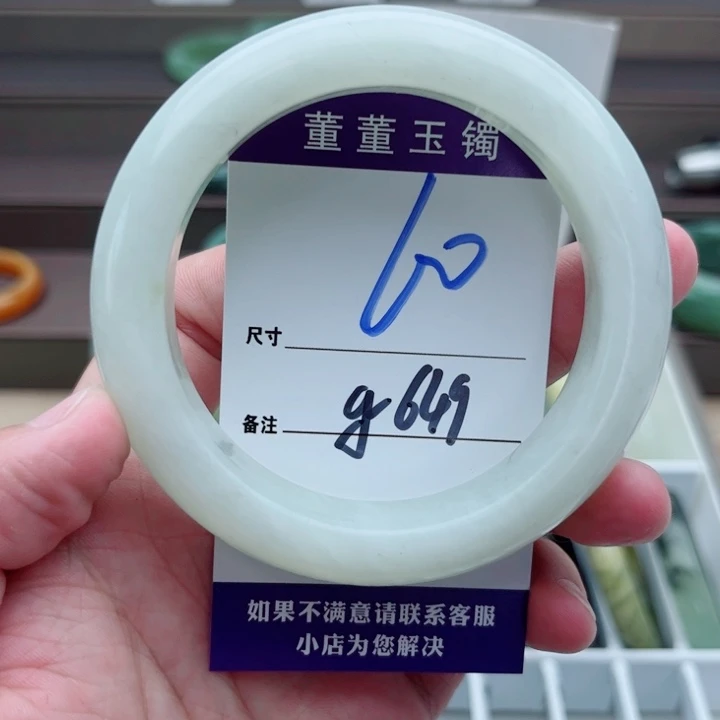 董董玉镯
60
尺寸
g649
备注
如果不满意请联系客服
小店为您解决